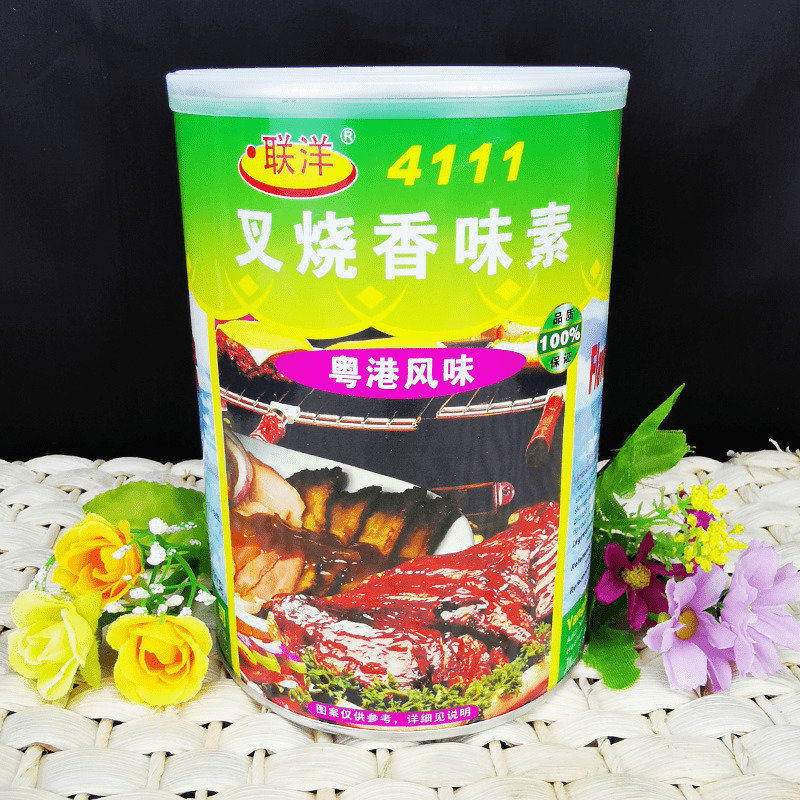 联洋®
4111
叉烧香味素
品质
100%
保证
粤港风味
图案仅供参考，详细见说明